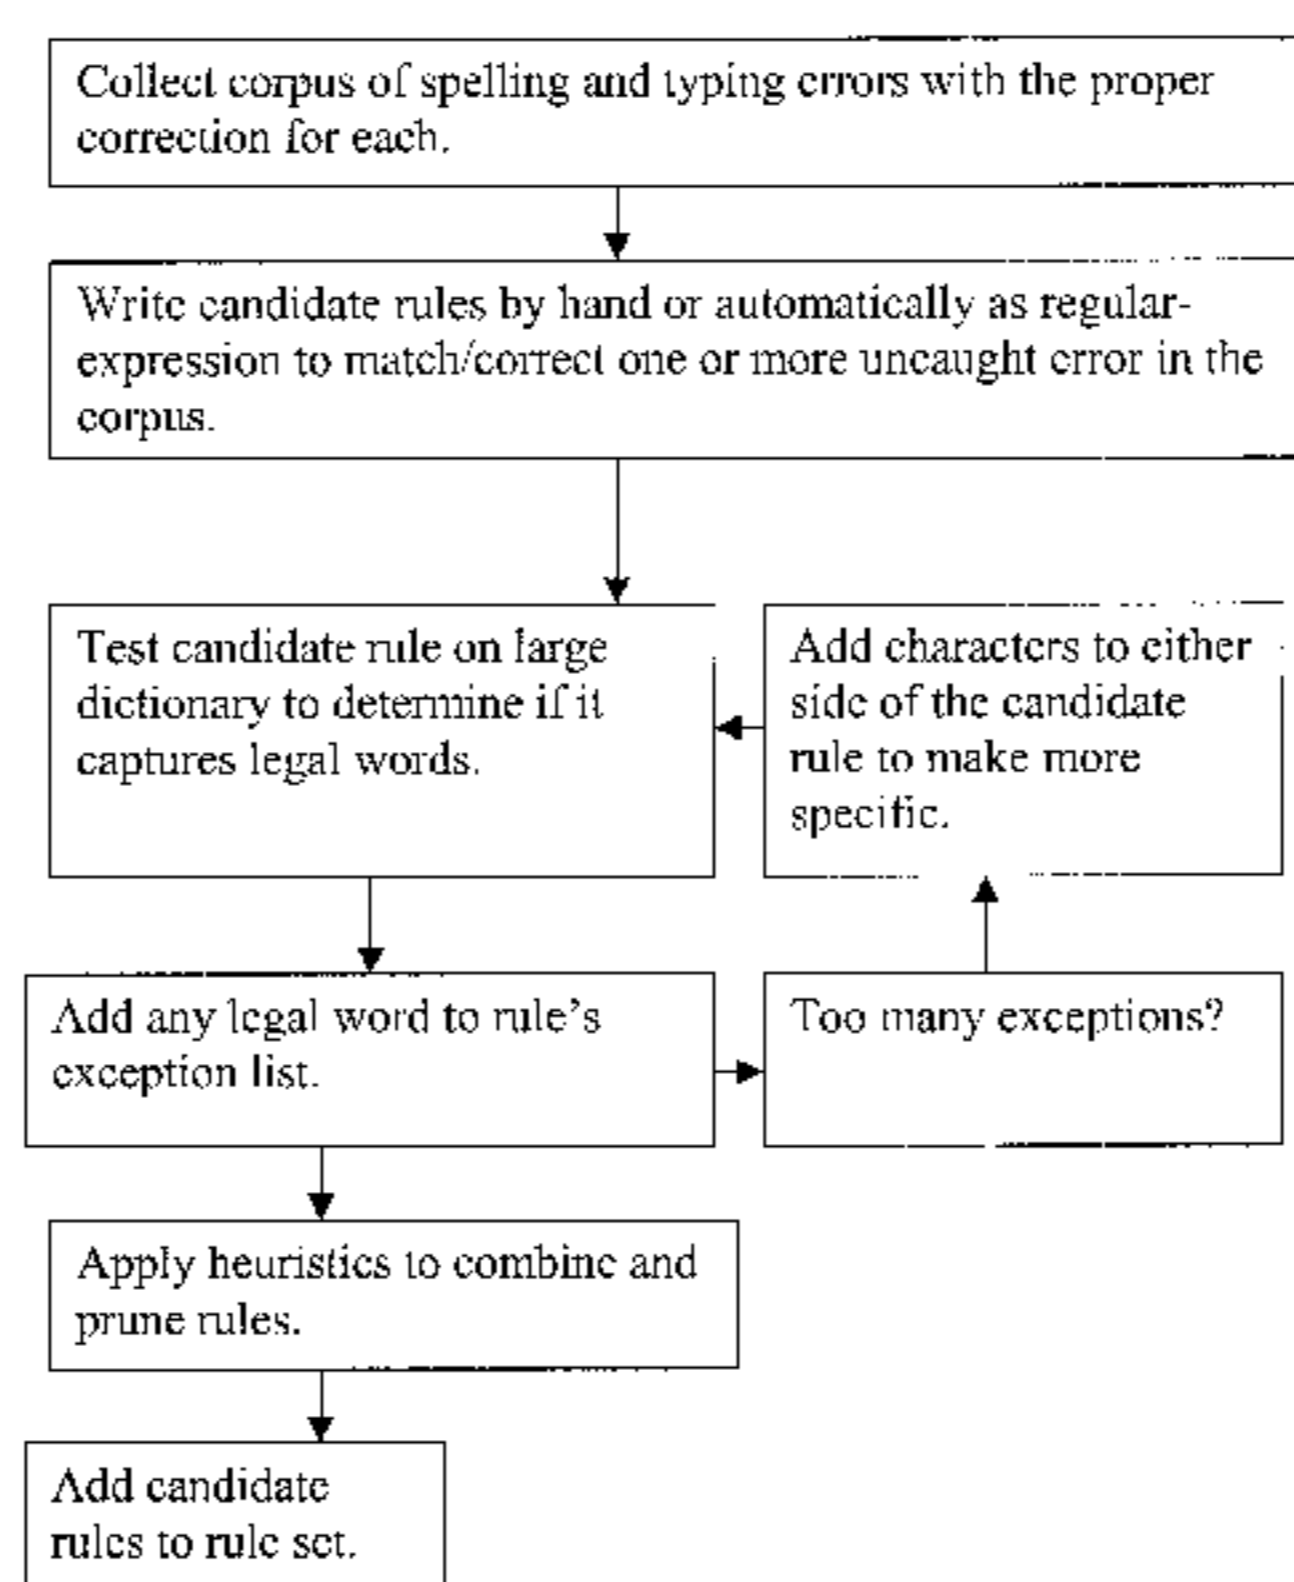 Collect corpus of spelling and typing errors with the proper
correction for each.
Write candidate rules by hand or automatically as regular-
expression to match/correct one or more uncaught error in the
corpus.
Test candidate rule on large
dictionary to determine if it
captures legal words.
Add characters to either
side of the candidate
rule to make more
specific.
Add any legal word to rule's
exception list.
Too many exceptions?
Apply heuristics to combine and
prune rules.
Add candidate
rules to rule set.